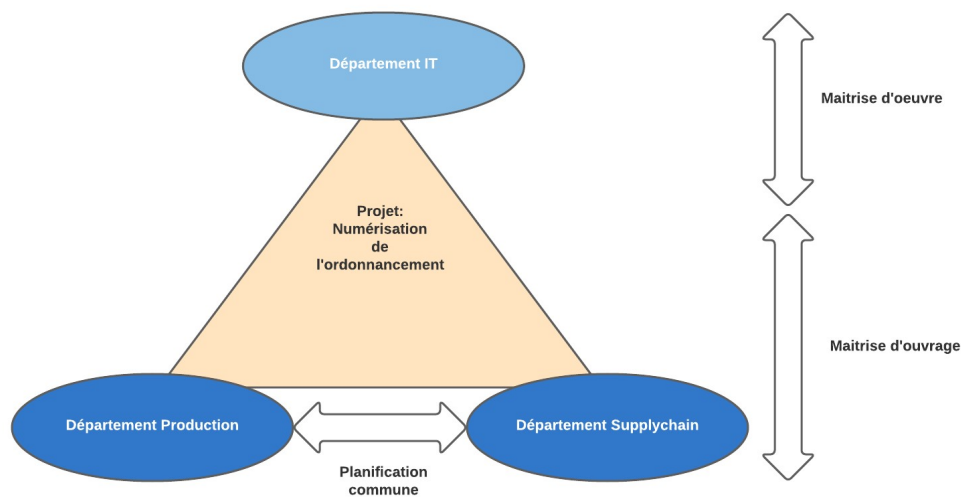 Département IT
Maitrise d'oeuvre
Projet:
Numérisation
de
l'ordonnancement
Maitrise d'ouvrage
Département Production
Département Supplychain
Planification
commune